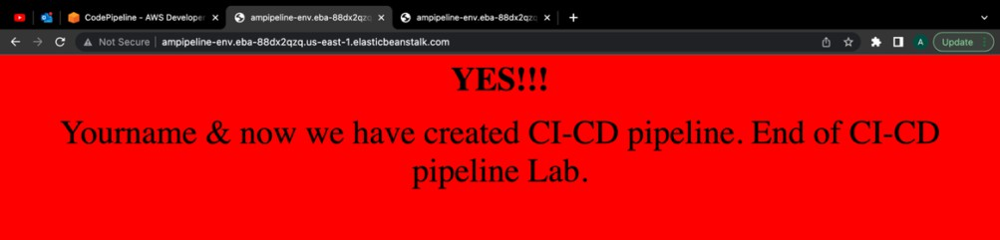 CodePipeline - AWS Developer
ampipeline-env.eba-88dx2qzq
ampipeline-env.eba-88dx2qzq
Not Secure | ampipeline-env.eba-88dx2qzq.us-east-1.elasticbeanstalk.com
A
Update
YES!!!
Yourname & now we have created CI-CD pipeline. End of CI-CD
pipeline Lab.